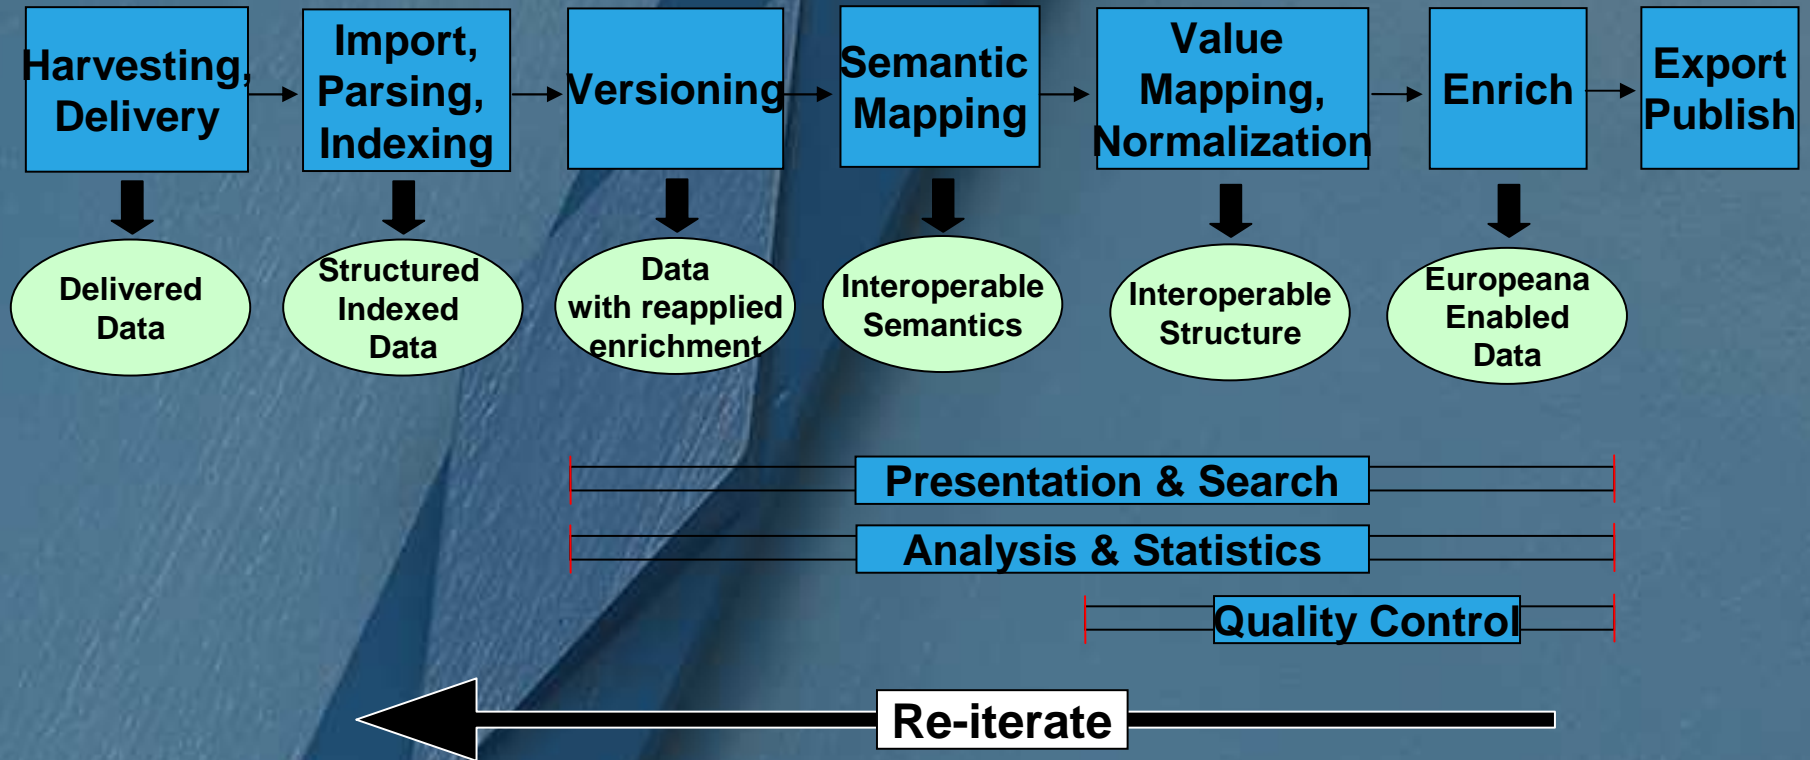 Harvesting,
Delivery
Import,
Parsing,
Indexing
Versioning
Semantic
Mapping
Value
Mapping,
Normalization
Enrich
Export
Publish
Delivered
Data
Structured
Indexed
Data
Data
with reapplied
enrichment
Interoperable
Semantics
Interoperable
Structure
Europeana
Enabled
Data
Presentation & Search
Analysis & Statistics
Quality Control
Re-iterate